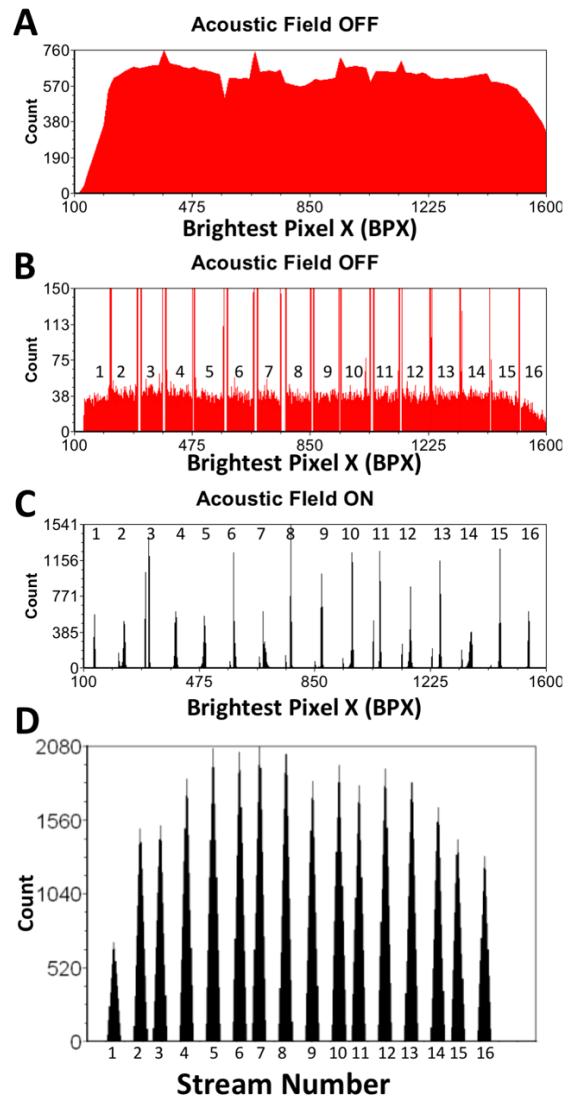 A
Acoustic Field OFF
760
570
380
190
0
Count
100 475 850 1225 1600
Brightest Pixel X (BPX)
B
Acoustic Field OFF
150
113
75
38
0
Count
1 2 3 4 5 6 7 8 9 10 11 12 13 14 15 16
100 475 850 1225 1600
Brightest Pixel X (BPX)
C
Acoustic FIeld ON
1541
1156
771
385
0
Count
1 2 3 4 5 6 7 8 9 10 11 12 13 14 15 16
100 475 850 1225 1600
Brightest Pixel X (BPX)
D
2080
1560
1040
520
0
Count
1 2 3 4 5 6 7 8 9 10 11 12 13 14 15 16
Stream Number